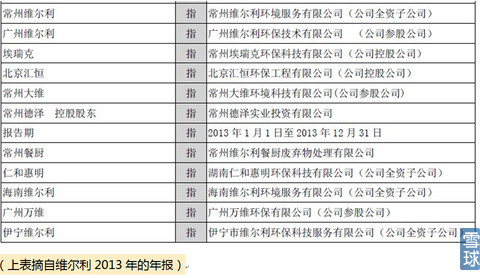 常州维尔利 指 常州维尔利环境服务有限公司（公司全资子公司）
广州维尔利 指 广州维尔利环保技术有限公司 （公司参股公司）
埃瑞克 指 常州埃瑞克环保科技有限公司（公司控股公司）
北京汇恒 指 北京汇恒环保工程有限公司（公司控股公司）
常州大维 指 常州大维环境科技有限公司(公司参股公司）
常州德泽 控股股东 指 常州德泽实业投资有限公司
报告期 指 2013年1月1日至2013年12月31日
常州餐厨 指 常州维尔利餐厨废弃物处理有限公司
仁和惠明 指 湖南仁和惠明环保科技有限公司（公司全资子公司）
海南维尔利 指 海南维尔利环境服务有限公司（公司全资子公司）
广州万维 指 广州万维环保有限公司（公司参股公司）
伊宁维尔利 指 伊宁市维尔利环保科技服务有限公司（公司全资子公司
（上表摘自维尔利 2013 年的年报）
雪球